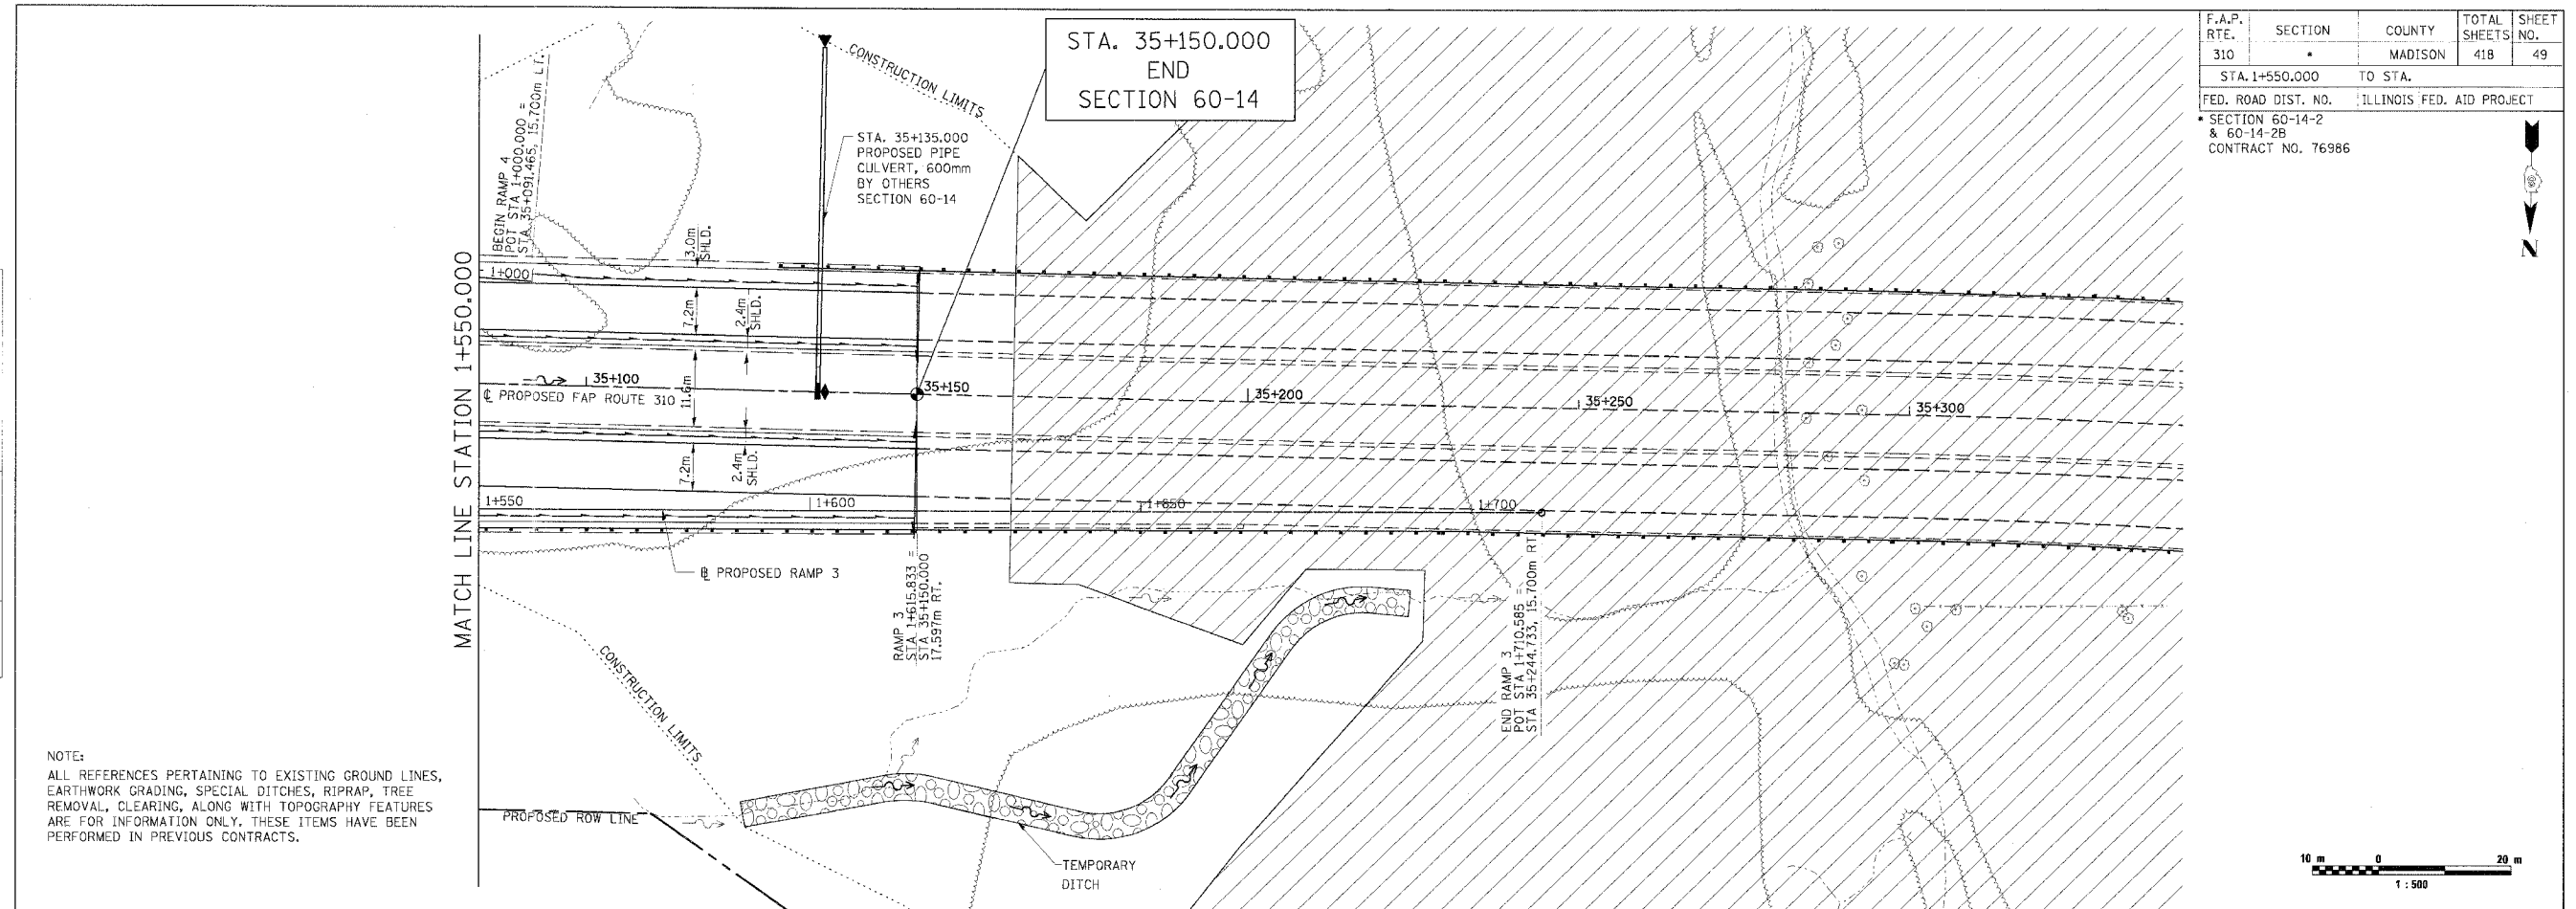 STA. 35+150.000
END
SECTION 60-14
F.A.P. RTE.
SECTION
COUNTY
TOTAL SHEETS
SHEET NO.
310
*
MADISON
418
49
STA. 1+550.000 TO STA.
FED. ROAD DIST. NO.
ILLINOIS FED. AID PROJECT
* SECTION 60-14-2
& 60-14-2B
CONTRACT NO. 76986
N
CONSTRUCTION LIMITS
STA. 35+135.000
PROPOSED PIPE
CULVERT, 600mm
BY OTHERS
SECTION 60-14
BEGIN RAMP 4
POT STA 1+000.000 =
STA 35+091.465, 15.700m LT.
MATCH LINE STATION 1+550.000
3.0m
SHLD.
1+000
7.2m
2.4m
SHLD.
35+100
35+150
35+200
35+250
35+300
℄ PROPOSED FAP ROUTE 310
11.6m
7.2m
2.4m
SHLD.
1+550
1+600
1+650
1+700
PROPOSED RAMP 3
RAMP 3
STA 1+615.833 =
STA 35+150.000
17.597m RT.
END RAMP 3
POT STA 1+710.585 =
STA 35+244.733, 15.700m RT.
CONSTRUCTION LIMITS
NOTE:
ALL REFERENCES PERTAINING TO EXISTING GROUND LINES,
EARTHWORK GRADING, SPECIAL DITCHES, RIPRAP, TREE
REMOVAL, CLEARING, ALONG WITH TOPOGRAPHY FEATURES
ARE FOR INFORMATION ONLY. THESE ITEMS HAVE BEEN
PERFORMED IN PREVIOUS CONTRACTS.
PROPOSED ROW LINE
TEMPORARY
DITCH
10 m 0 20 m
1 : 500